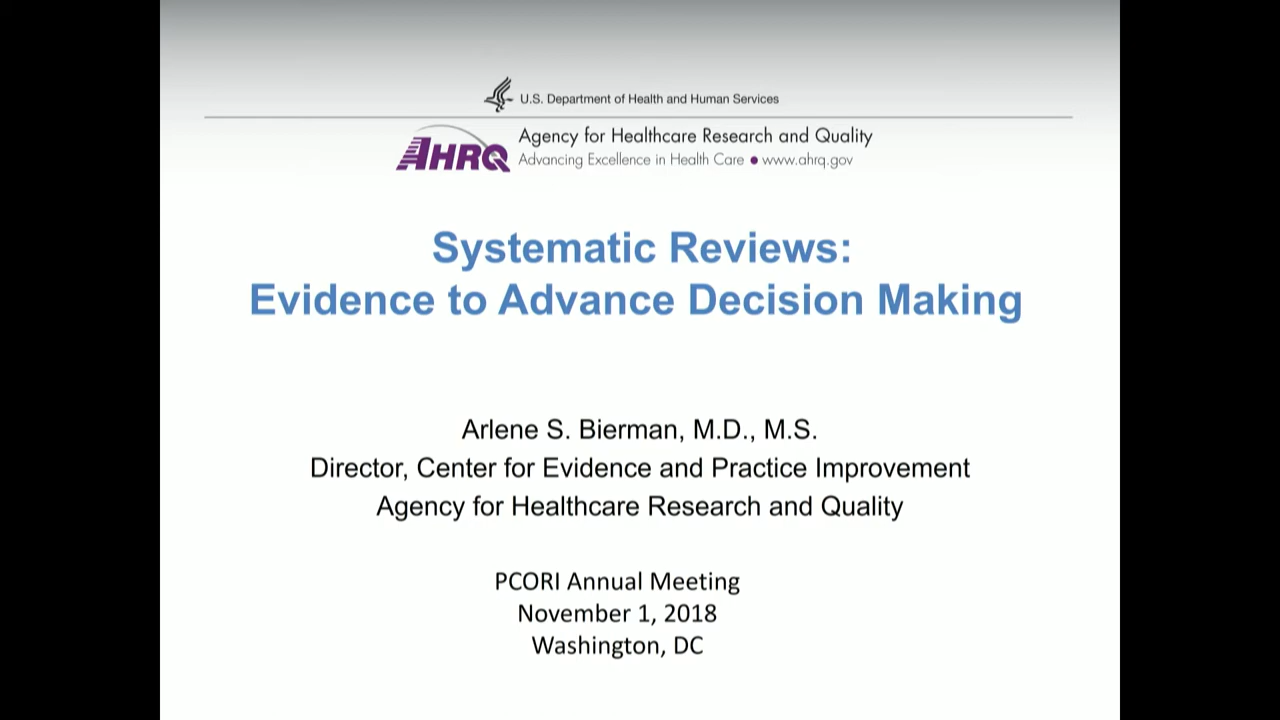 U.S. Department of Health and Human Services
AHRQ
Agency for Healthcare Research and Quality
Advancing Excellence in Health Care ● www.ahrq.gov
Systematic Reviews:
Evidence to Advance Decision Making
Arlene S. Bierman, M.D., M.S.
Director, Center for Evidence and Practice Improvement
Agency for Healthcare Research and Quality
PCORI Annual Meeting
November 1, 2018
Washington, DC